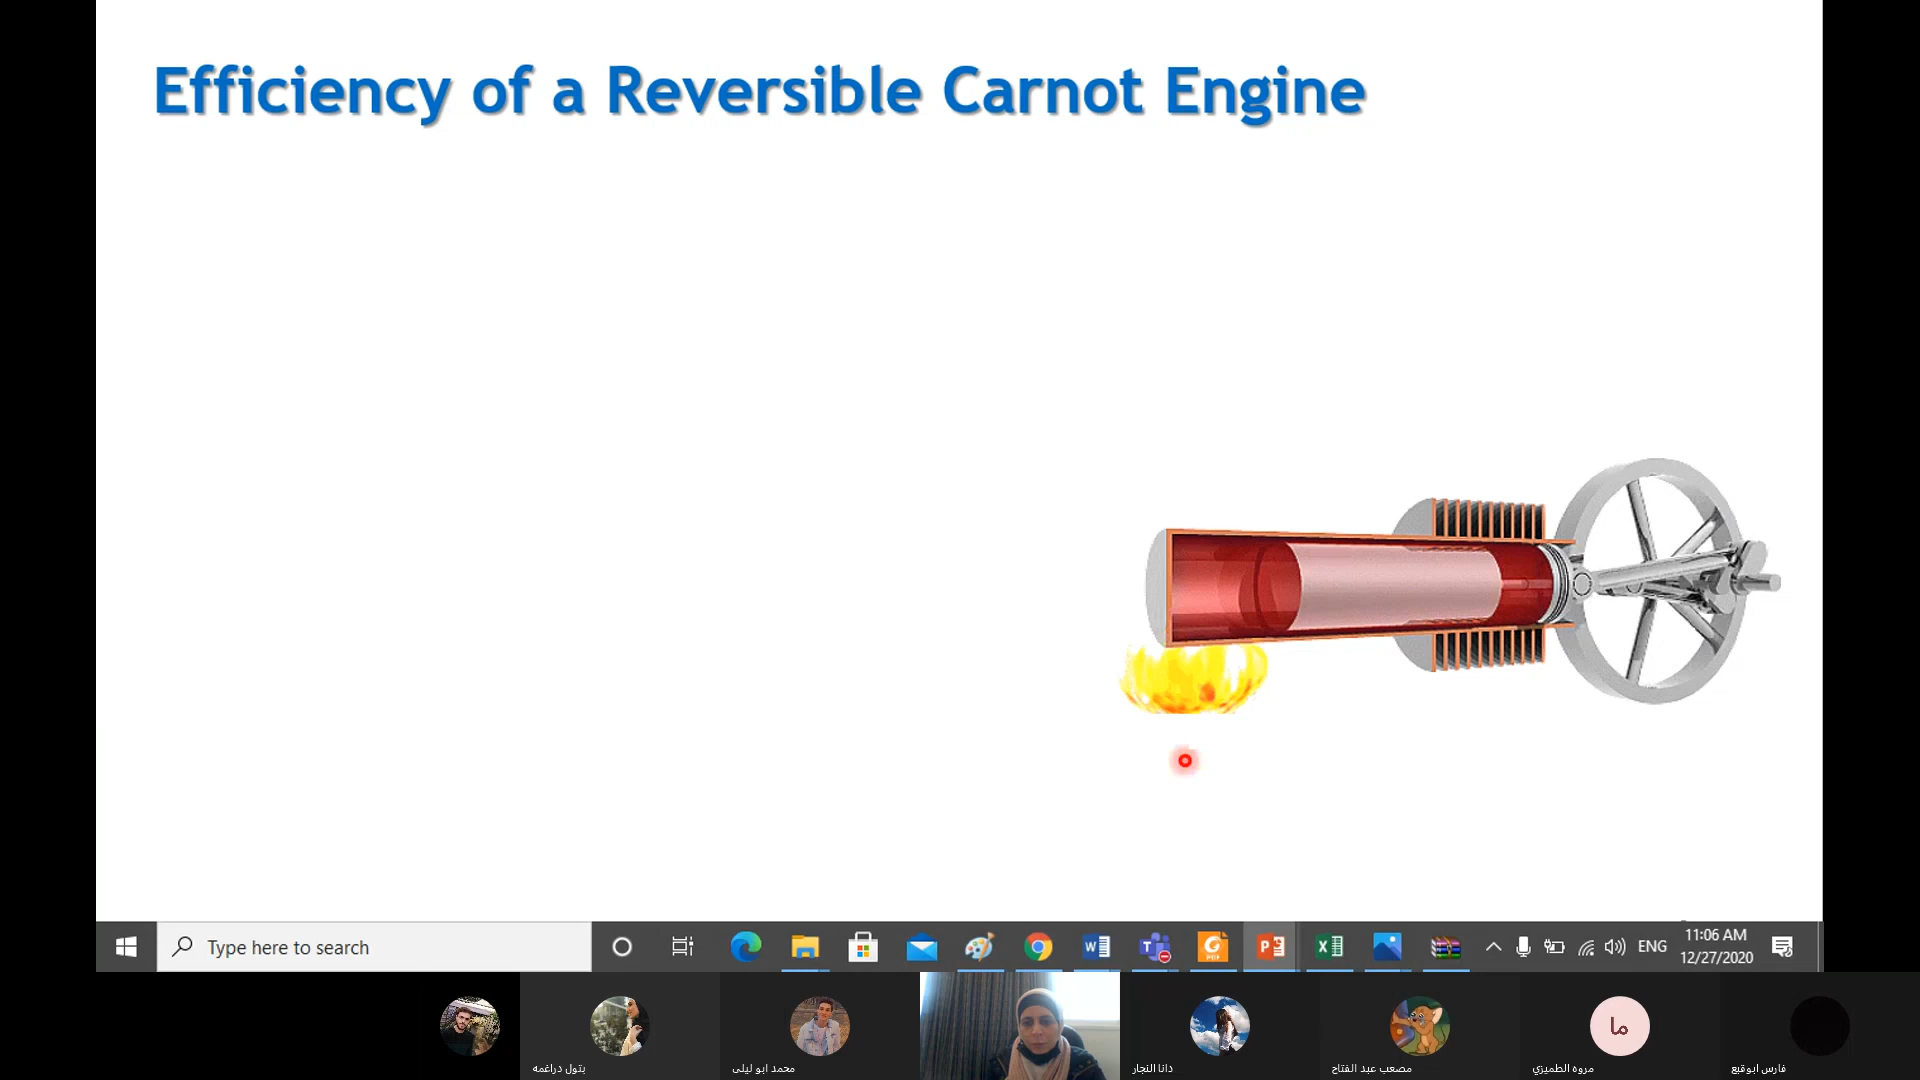 Efficiency of a Reversible Carnot Engine
Type here to search
ENG
11:06 AM
12/27/2020
بتول دراغمه
محمد ابو ليلى
دانا النجار
مصعب عبد الفتاح
ما
مروه الطميزي
فارس ابوقبع